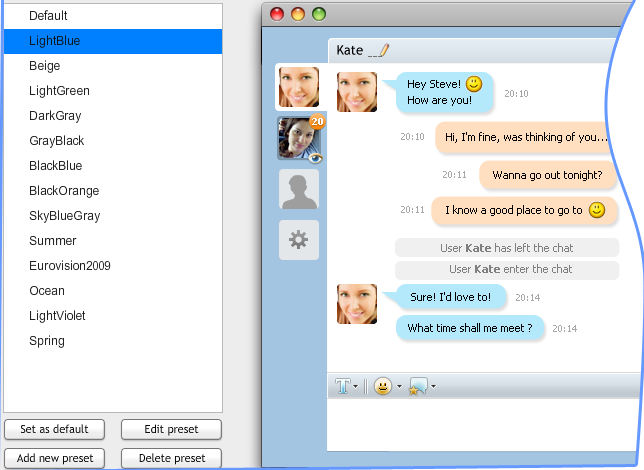 Default
LightBlue
Beige
LightGreen
DarkGray
GrayBlack
BlackBlue
BlackOrange
SkyBlueGray
Summer
Eurovision2009
Ocean
LightViolet
Spring
Set as default
Edit preset
Add new preset
Delete preset
Kate
20
Hey Steve!
How are you!
20:10
20:10
Hi, I'm fine, was thinking of you...
20:11
Wanna go out tonight?
20:11
I know a good place to go to
User Kate has left the chat
User Kate enter the chat
Sure! I'd love to!
20:14
What time shall me meet ?
20:14
T